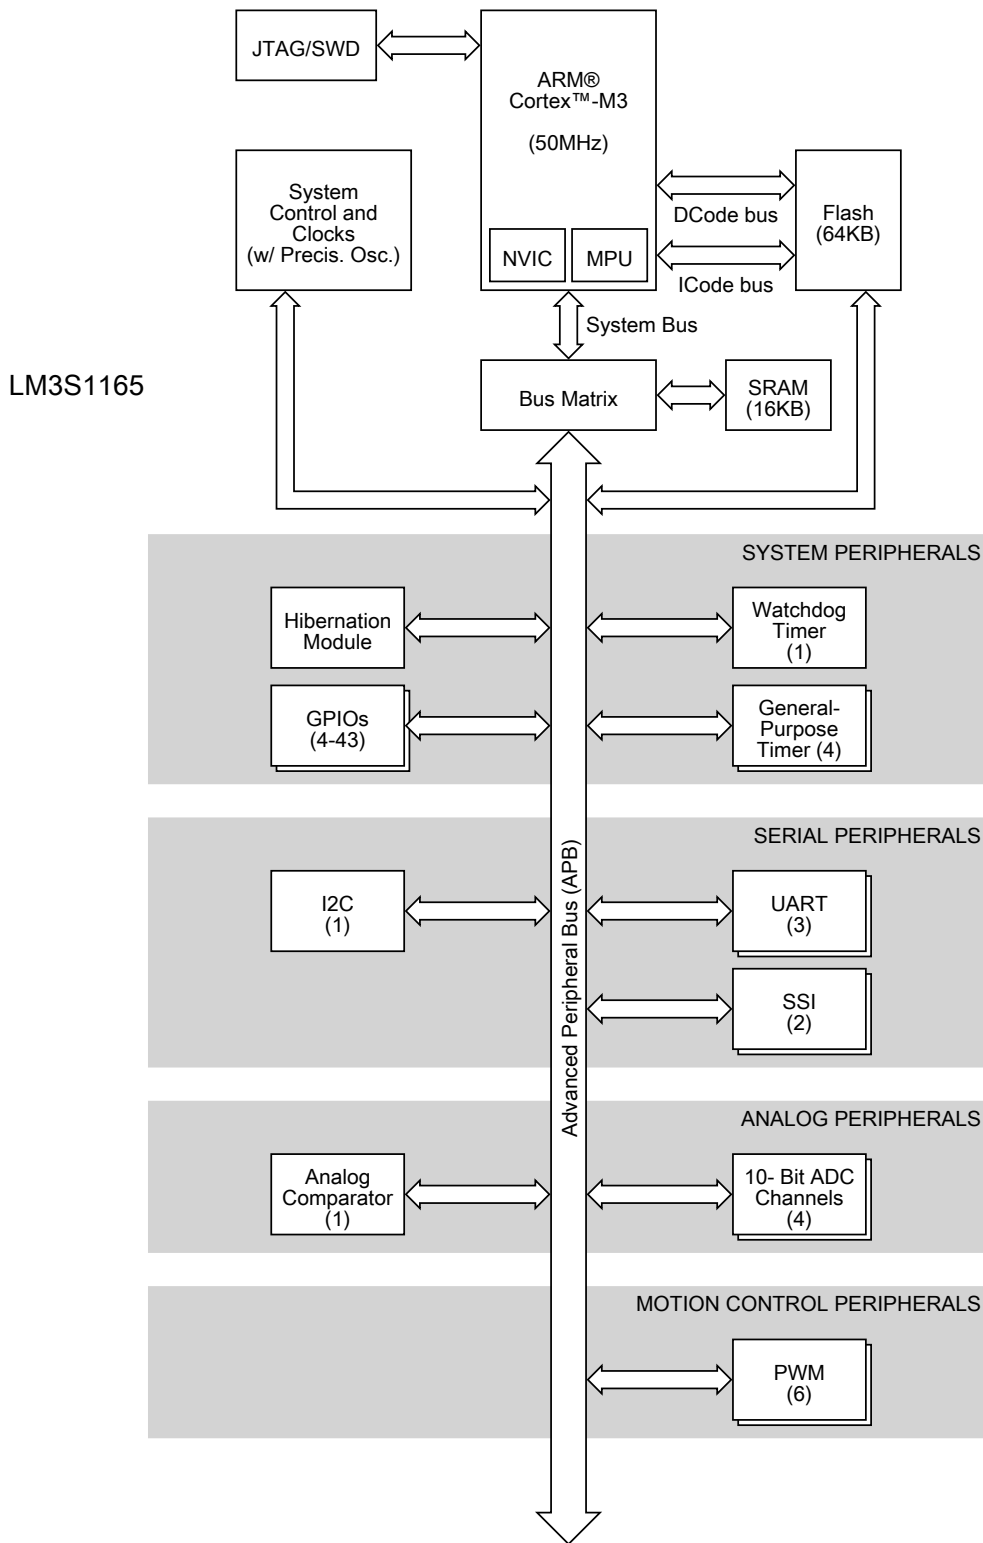 JTAG/SWD
ARM®
Cortex™-M3
(50MHz)
NVIC
MPU
System
Control and
Clocks
(w/ Precis. Osc.)
DCode bus
ICode bus
Flash
(64KB)
System Bus
LM3S1165
Bus Matrix
SRAM
(16KB)
SYSTEM PERIPHERALS
Hibernation
Module
Watchdog
Timer
(1)
GPIOs
(4-43)
General-
Purpose
Timer (4)
Advanced Peripheral Bus (APB)
SERIAL PERIPHERALS
I2C
(1)
UART
(3)
SSI
(2)
ANALOG PERIPHERALS
Analog
Comparator
(1)
10- Bit ADC
Channels
(4)
MOTION CONTROL PERIPHERALS
PWM
(6)